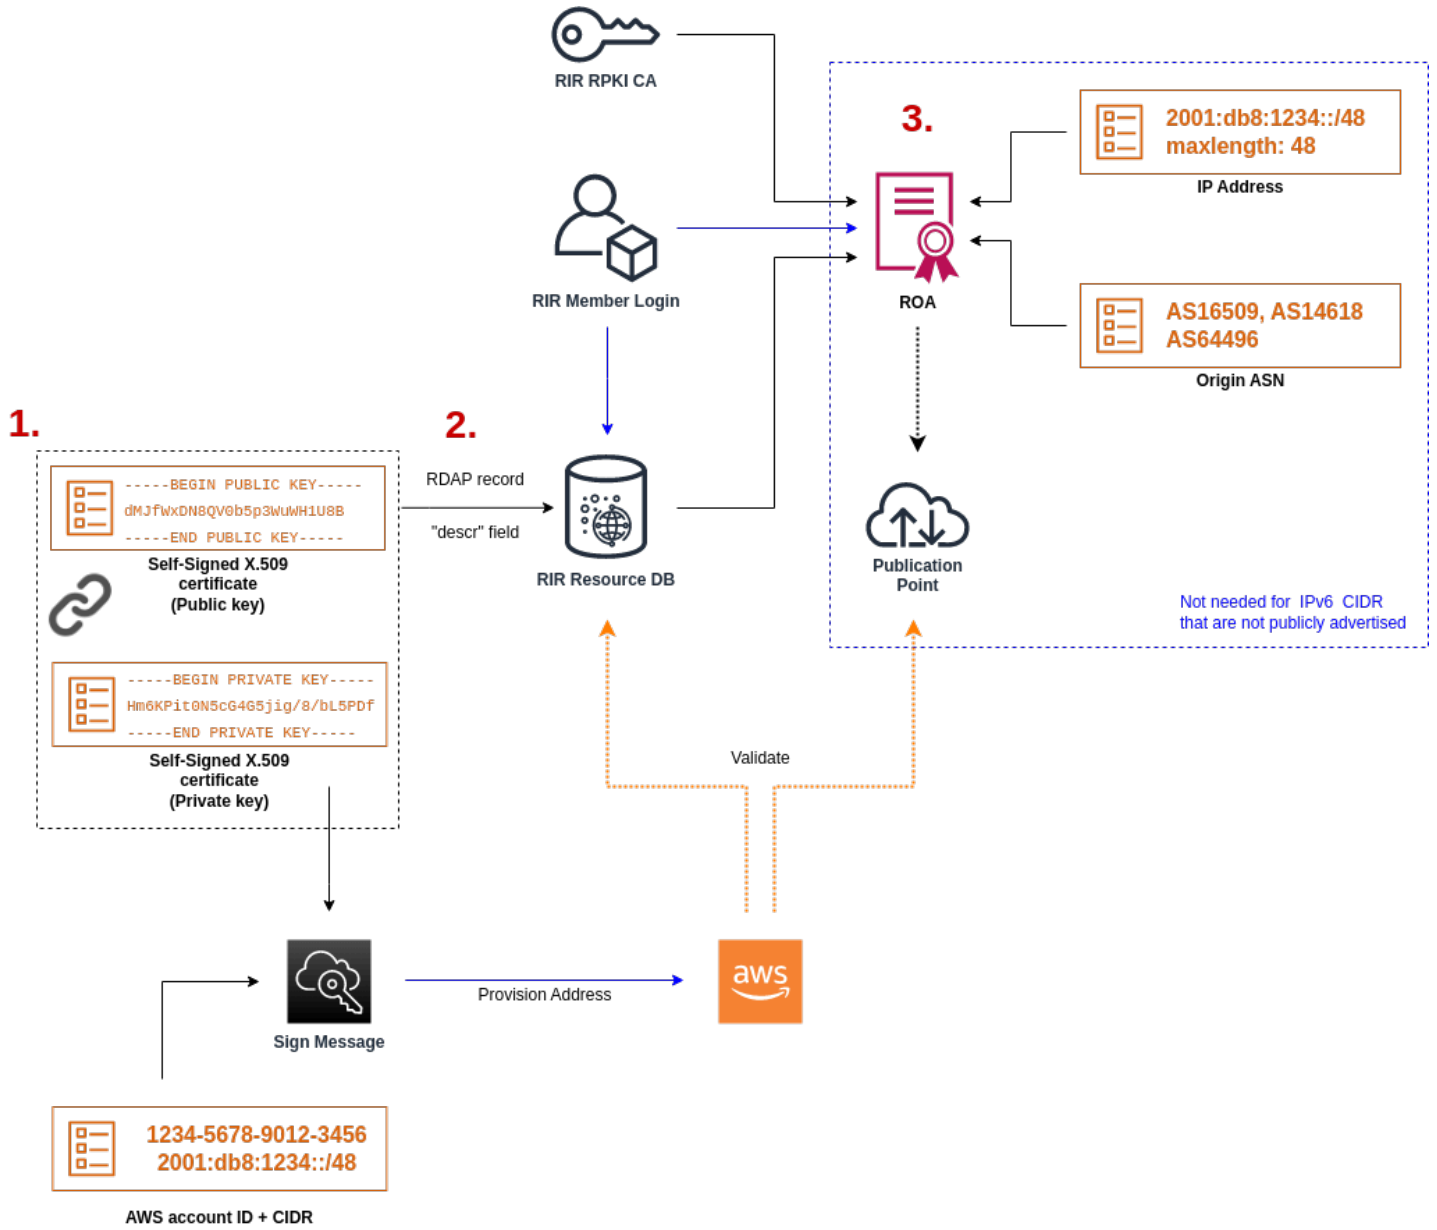 RIR RPKI CA
3.
2001:db8:1234::/48
maxlength: 48
IP Address
RIR Member Login
ROA
AS16509, AS14618
AS64496
Origin ASN
1.
2.
-----BEGIN PUBLIC KEY-----
dMJfWxDN8QV0b5p3WuWH1U8B
-----END PUBLIC KEY-----
Self-Signed X.509
certificate
(Public key)
RDAP record
"descr" field
RIR Resource DB
Publication
Point
Not needed for IPv6 CIDR
that are not publicly advertised
-----BEGIN PRIVATE KEY-----
Hm6KPit0N5cG4G5jig/8/bL5PDf
-----END PRIVATE KEY-----
Self-Signed X.509
certificate
(Private key)
Validate
aws
Provision Address
Sign Message
1234-5678-9012-3456
2001:db8:1234::/48
AWS account ID + CIDR